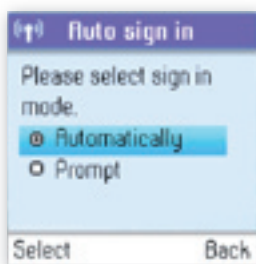 Auto sign in
Please select sign in
mode.
Automatically
Prompt
Select Back